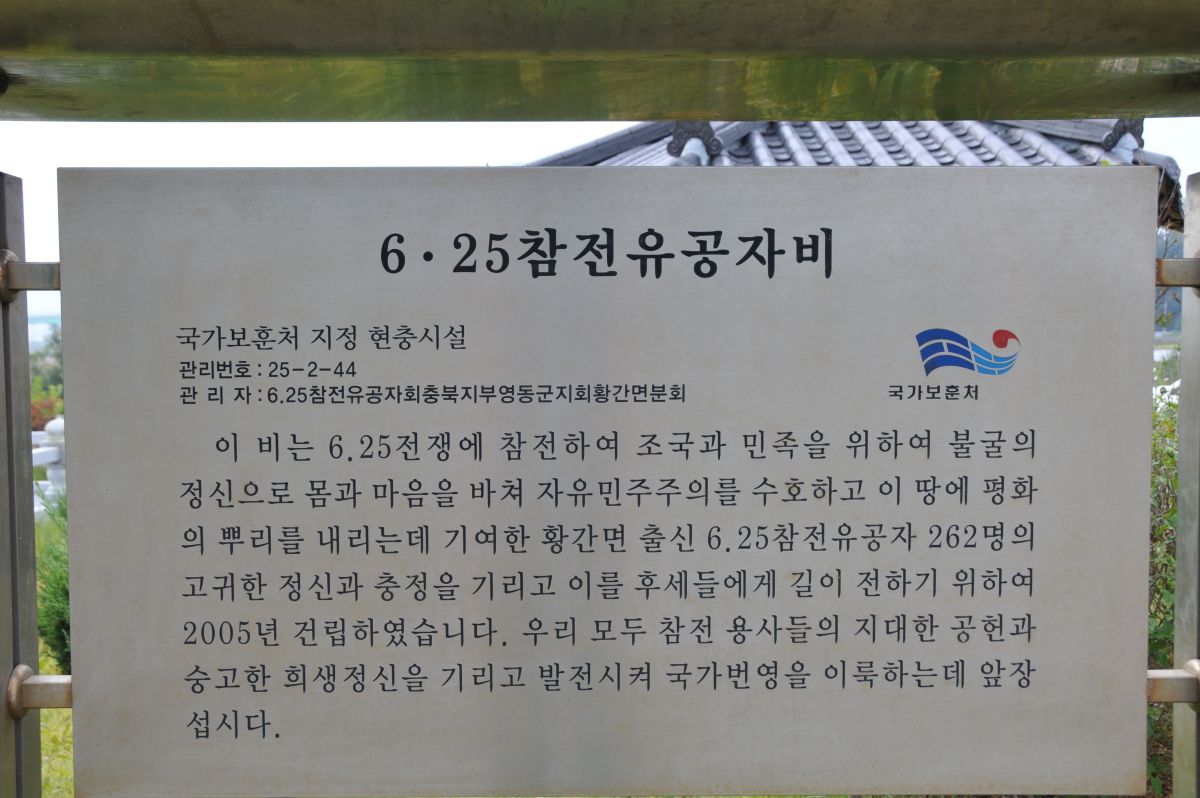 6·25참전유공자비
국가보훈처 지정 현충시설
관리번호 : 25-2-44
관 리 자 : 6.25참전유공자회충북지부영동군지회황간면분회
국가보훈처
이 비는 6.25전쟁에 참전하여 조국과 민족을 위하여 불굴의
정신으로 몸과 마음을 바쳐 자유민주주의를 수호하고 이 땅에 평화
의 뿌리를 내리는데 기여한 황간면 출신 6.25참전유공자 262명의
고귀한 정신과 충정을 기리고 이를 후세들에게 길이 전하기 위하여
2005년 건립하였습니다. 우리 모두 참전 용사들의 지대한 공헌과
숭고한 희생정신을 기리고 발전시켜 국가번영을 이룩하는데 앞장
섭시다.